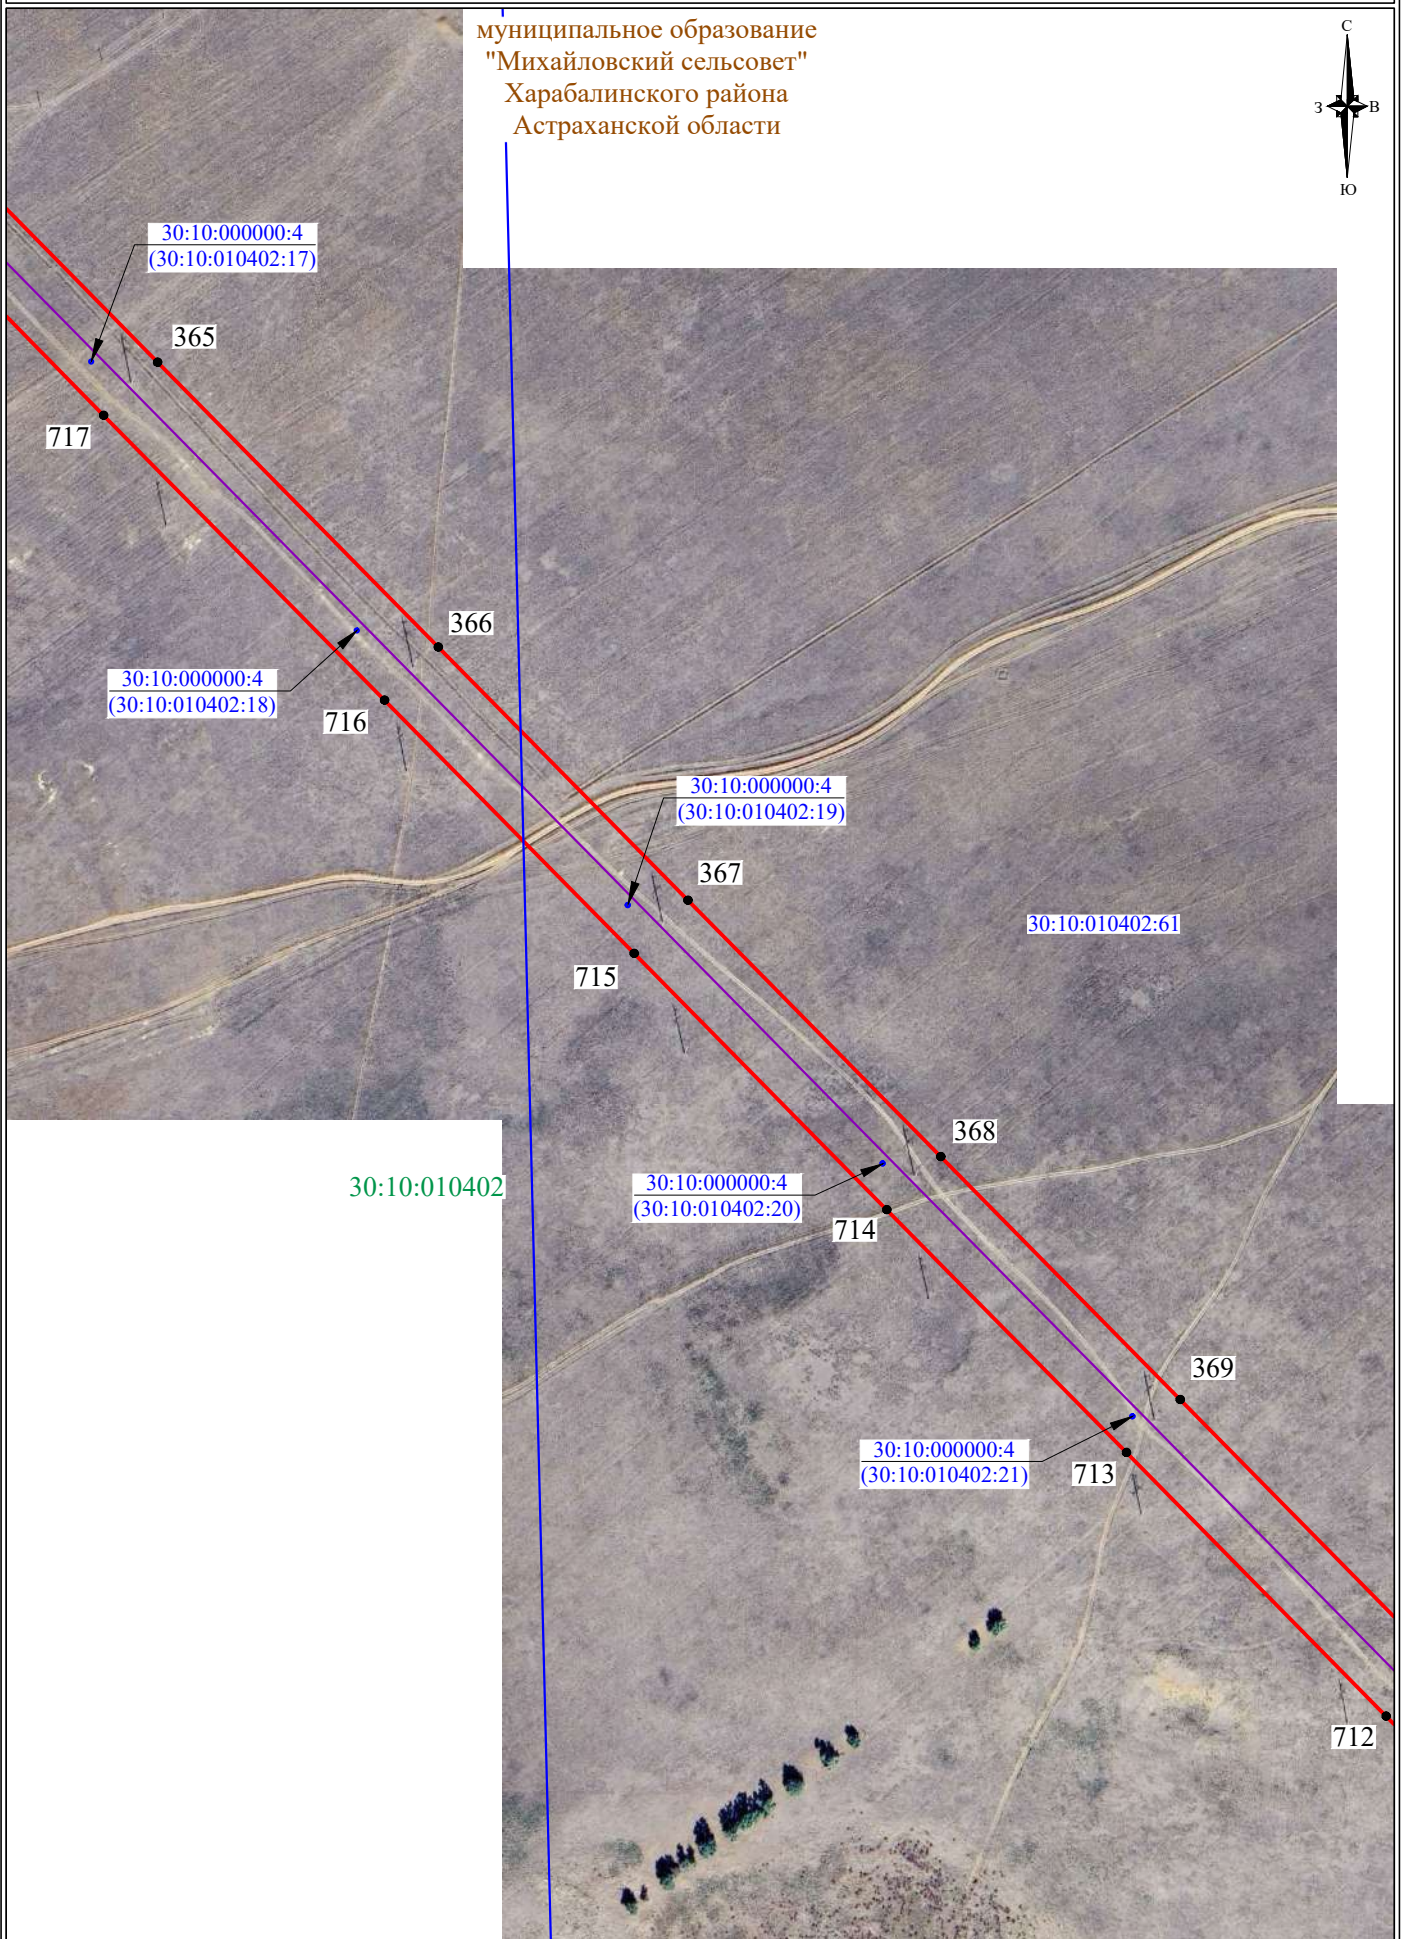 муниципальное образование
"Михайловский сельсовет"
Харабалинского района
Астраханской области
С
З
В
Ю
30:10:000000:4
(30:10:010402:17)
365
717
366
30:10:000000:4
(30:10:010402:18)
716
30:10:000000:4
(30:10:010402:19)
367
30:10:010402:61
715
368
30:10:010402
30:10:000000:4
(30:10:010402:20)
714
369
30:10:000000:4
(30:10:010402:21)
713
712